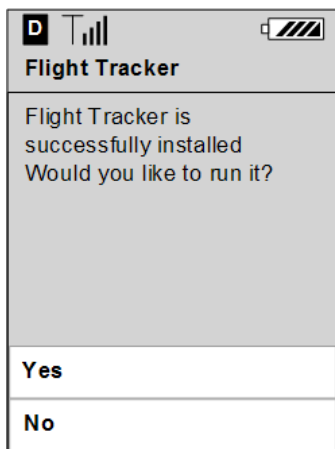 D
Flight Tracker
Flight Tracker is
successfully installed
Would you like to run it?
Yes
No